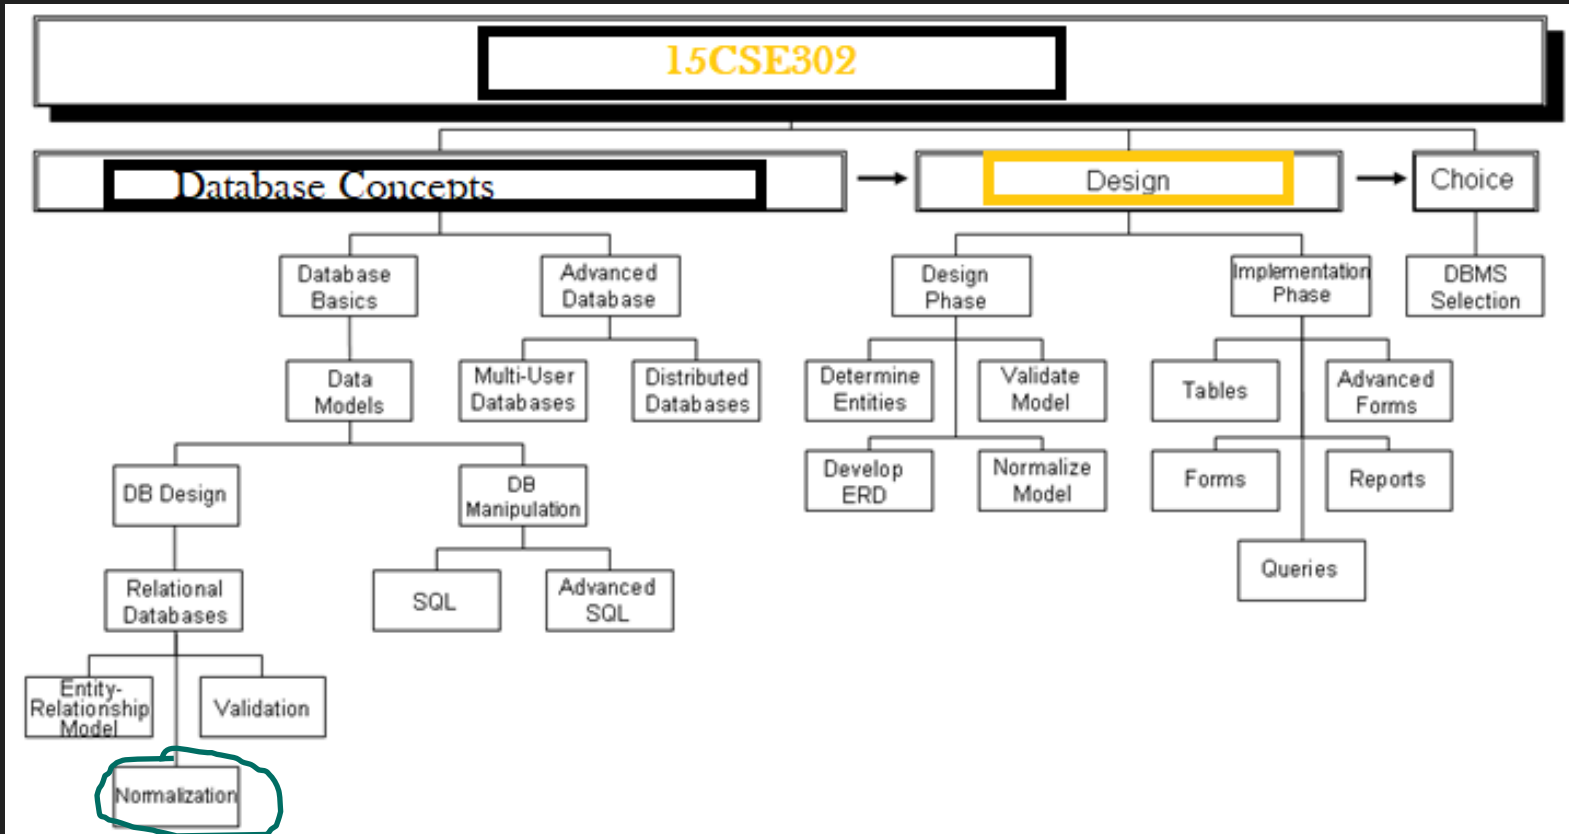 15CSE302
Database Concepts
Design
Choice
Database
Basics
Advanced
Database
Design
Phase
Implementation
Phase
DBMS
Selection
Data
Models
Multi-User
Databases
Distributed
Databases
Determine
Entities
Validate
Model
Tables
Advanced
Forms
DB Design
DB
Manipulation
Develop
ERD
Normalize
Model
Forms
Reports
Relational
Databases
SQL
Advanced
SQL
Queries
Entity-
Relationship
Model
Validation
Normalization